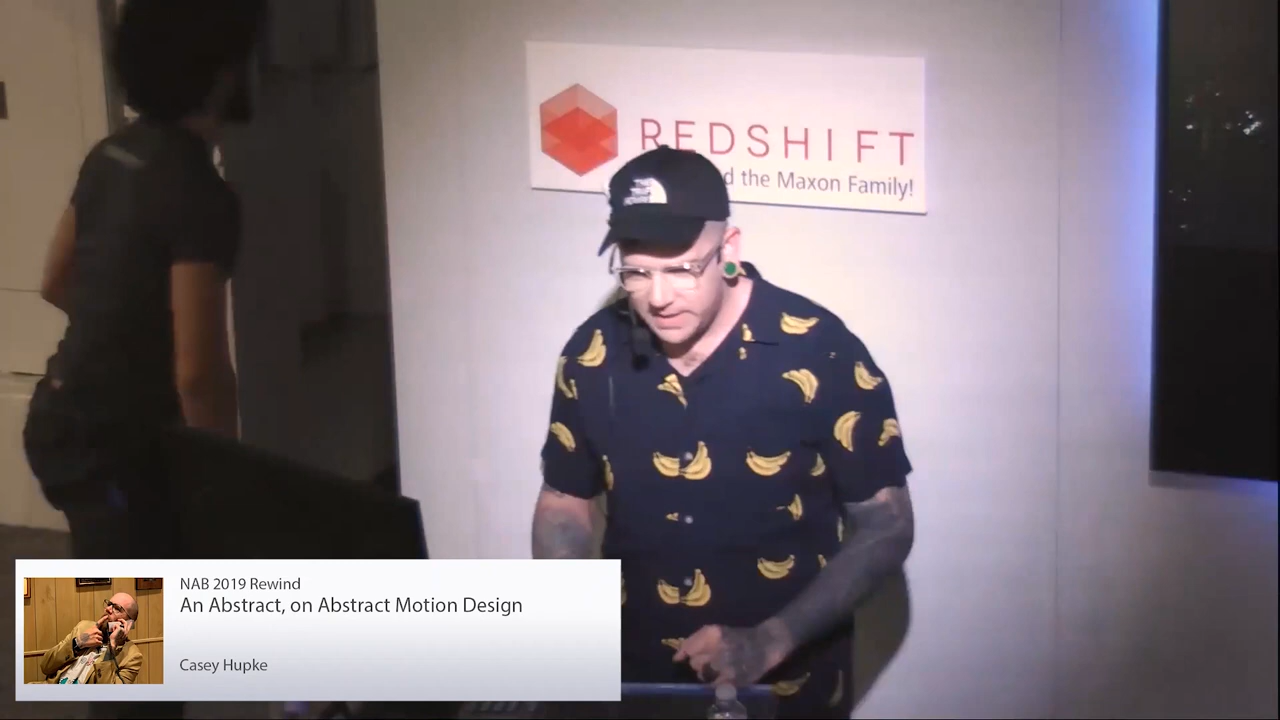 REDSHIFT
d the Maxon Family!
NAB 2019 Rewind
An Abstract, on Abstract Motion Design
Casey Hupke